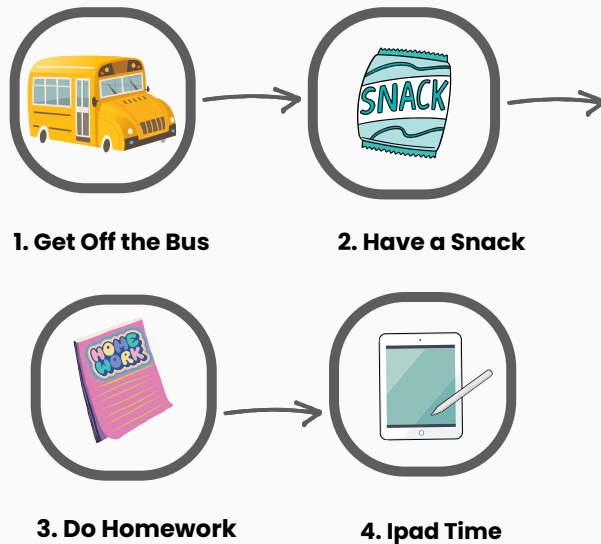 SNACK
1. Get Off the Bus
2. Have a Snack
HOME
WORK
3. Do Homework
4. Ipad Time